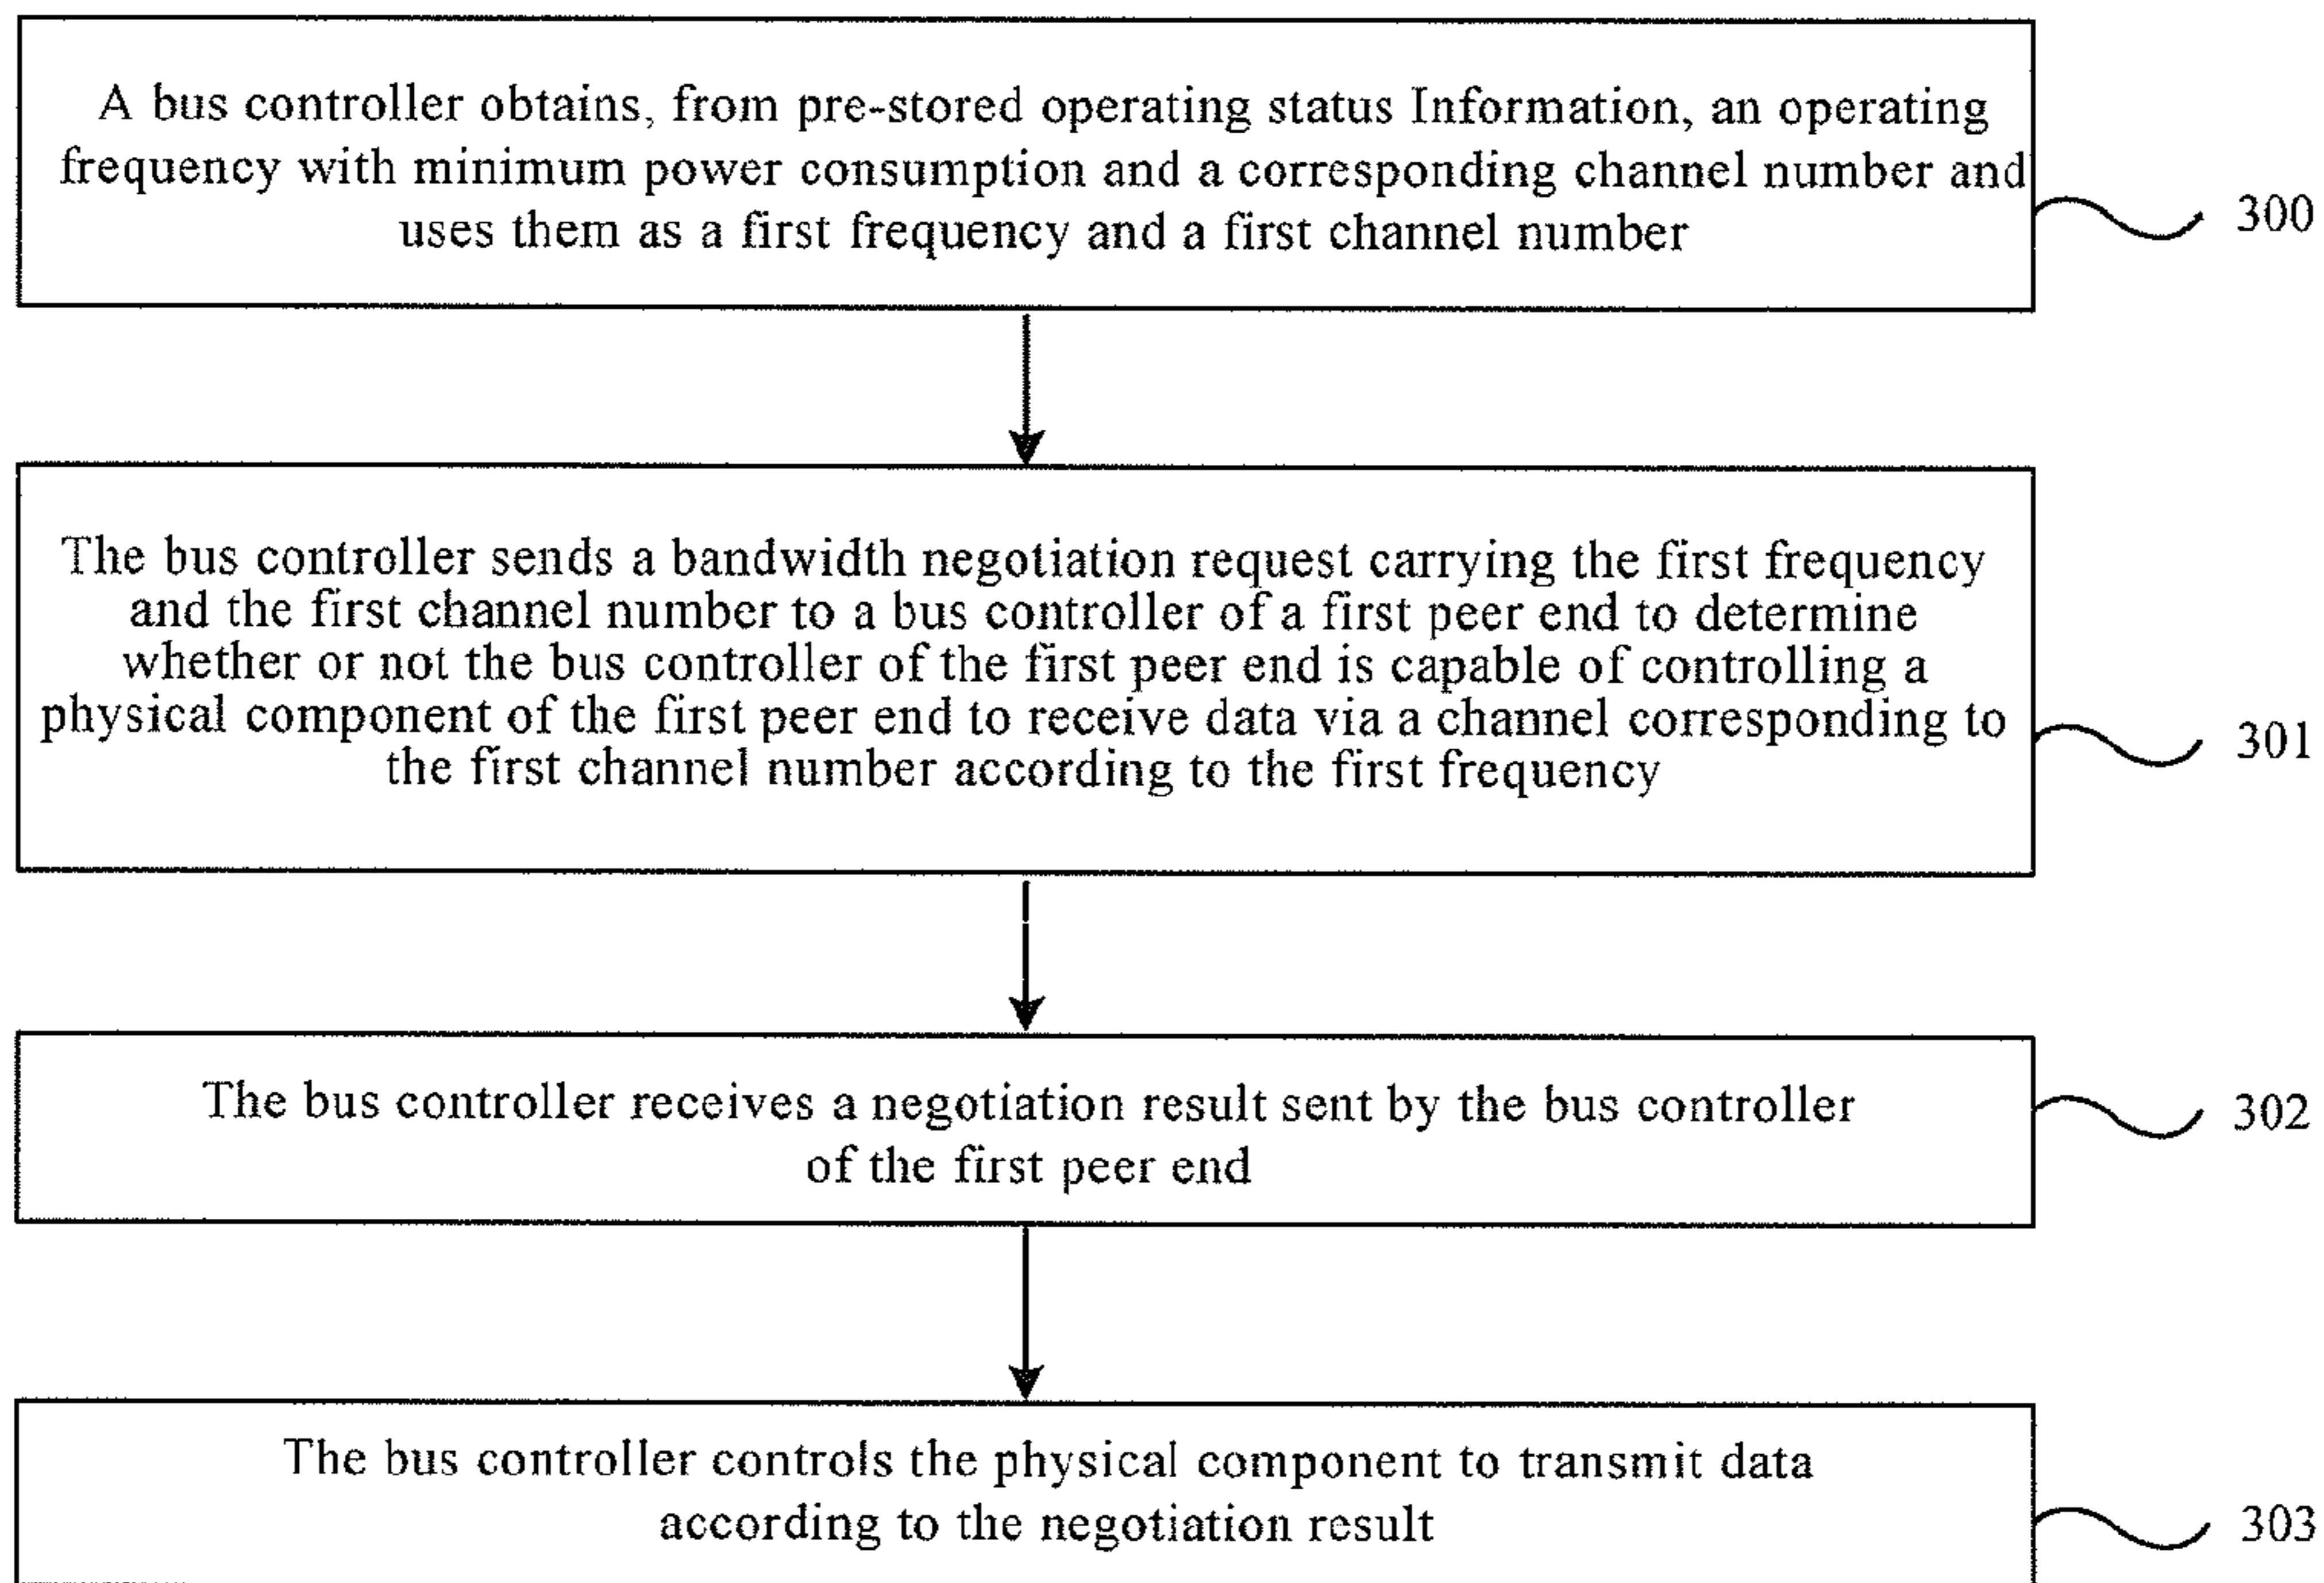 A bus controller obtains, from pre-stored operating status Information, an operating
frequency with minimum power consumption and a corresponding channel number and
uses them as a first frequency and a first channel number
300
The bus controller sends a bandwidth negotiation request carrying the first frequency
and the first channel number to a bus controller of a first peer end to determine
whether or not the bus controller of the first peer end is capable of controlling a
physical component of the first peer end to receive data via a channel corresponding to
the first channel number according to the first frequency
301
The bus controller receives a negotiation result sent by the bus controller
of the first peer end
302
The bus controller controls the physical component to transmit data
according to the negotiation result
303